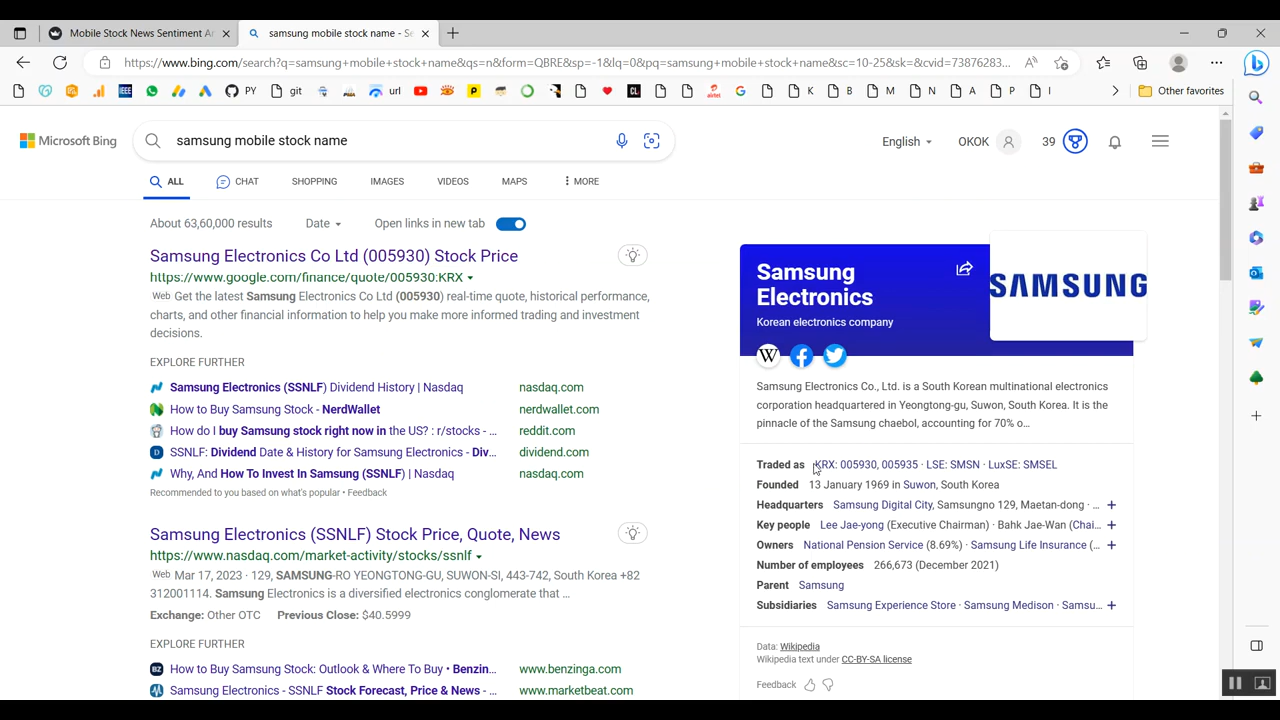 Mobile Stock News Sentiment Ar
samsung mobile stock name - Se
https://www.bing.com/search?q=samsung+mobile+stock+name&qs=n&form=QBRE&sp=-1&lq=0&pq=samsung+mobile+stock+name&sc=10-25&sk=&cvid=73876283...
PY
git
url
CL
airtel
K
B
M
N
A
P
I
Other favorites
Microsoft Bing
samsung mobile stock name
English
OKOK
39
ALL
CHAT
SHOPPING
IMAGES
VIDEOS
MAPS
MORE
About 63,60,000 results
Date
Open links in new tab
Samsung Electronics Co Ltd (005930) Stock Price
https://www.google.com/finance/quote/005930:KRX
Web Get the latest Samsung Electronics Co Ltd (005930) real-time quote, historical performance,
charts, and other financial information to help you make more informed trading and investment
decisions.
EXPLORE FURTHER
Samsung Electronics (SSNLF) Dividend History | Nasdaq nasdaq.com
How to Buy Samsung Stock - NerdWallet nerdwallet.com
How do I buy Samsung stock right now in the US? : r/stocks - ... reddit.com
SSNLF: Dividend Date & History for Samsung Electronics - Div... dividend.com
Why, And How To Invest In Samsung (SSNLF) | Nasdaq nasdaq.com
Recommended to you based on what's popular • Feedback
Samsung Electronics (SSNLF) Stock Price, Quote, News
https://www.nasdaq.com/market-activity/stocks/ssnlf
Web Mar 17, 2023 · 129, SAMSUNG-RO YEONGTONG-GU, SUWON-SI, 443-742, South Korea +82
312001114. Samsung Electronics is a diversified electronics conglomerate that ...
Exchange: Other OTC Previous Close: $40.5999
EXPLORE FURTHER
How to Buy Samsung Stock: Outlook & Where To Buy • Benzin... www.benzinga.com
Samsung Electronics - SSNLF Stock Forecast, Price & News - ... www.marketbeat.com
Samsung
Electronics
Korean electronics company
SAMSUNG
W
Samsung Electronics Co., Ltd. is a South Korean multinational electronics
corporation headquartered in Yeongtong-gu, Suwon, South Korea. It is the
pinnacle of the Samsung chaebol, accounting for 70% o...
Traded as KRX: 005930, 005935 · LSE: SMSN · LuxSE: SMSEL
Founded 13 January 1969 in Suwon, South Korea
Headquarters Samsung Digital City, Samsungno 129, Maetan-dong · ...
Key people Lee Jae-yong (Executive Chairman) · Bahk Jae-Wan (Chai...
Owners National Pension Service (8.69%) · Samsung Life Insurance (...
Number of employees 266,673 (December 2021)
Parent Samsung
Subsidiaries Samsung Experience Store · Samsung Medison · Samsu...
Data: Wikipedia
Wikipedia text under CC-BY-SA license
Feedback